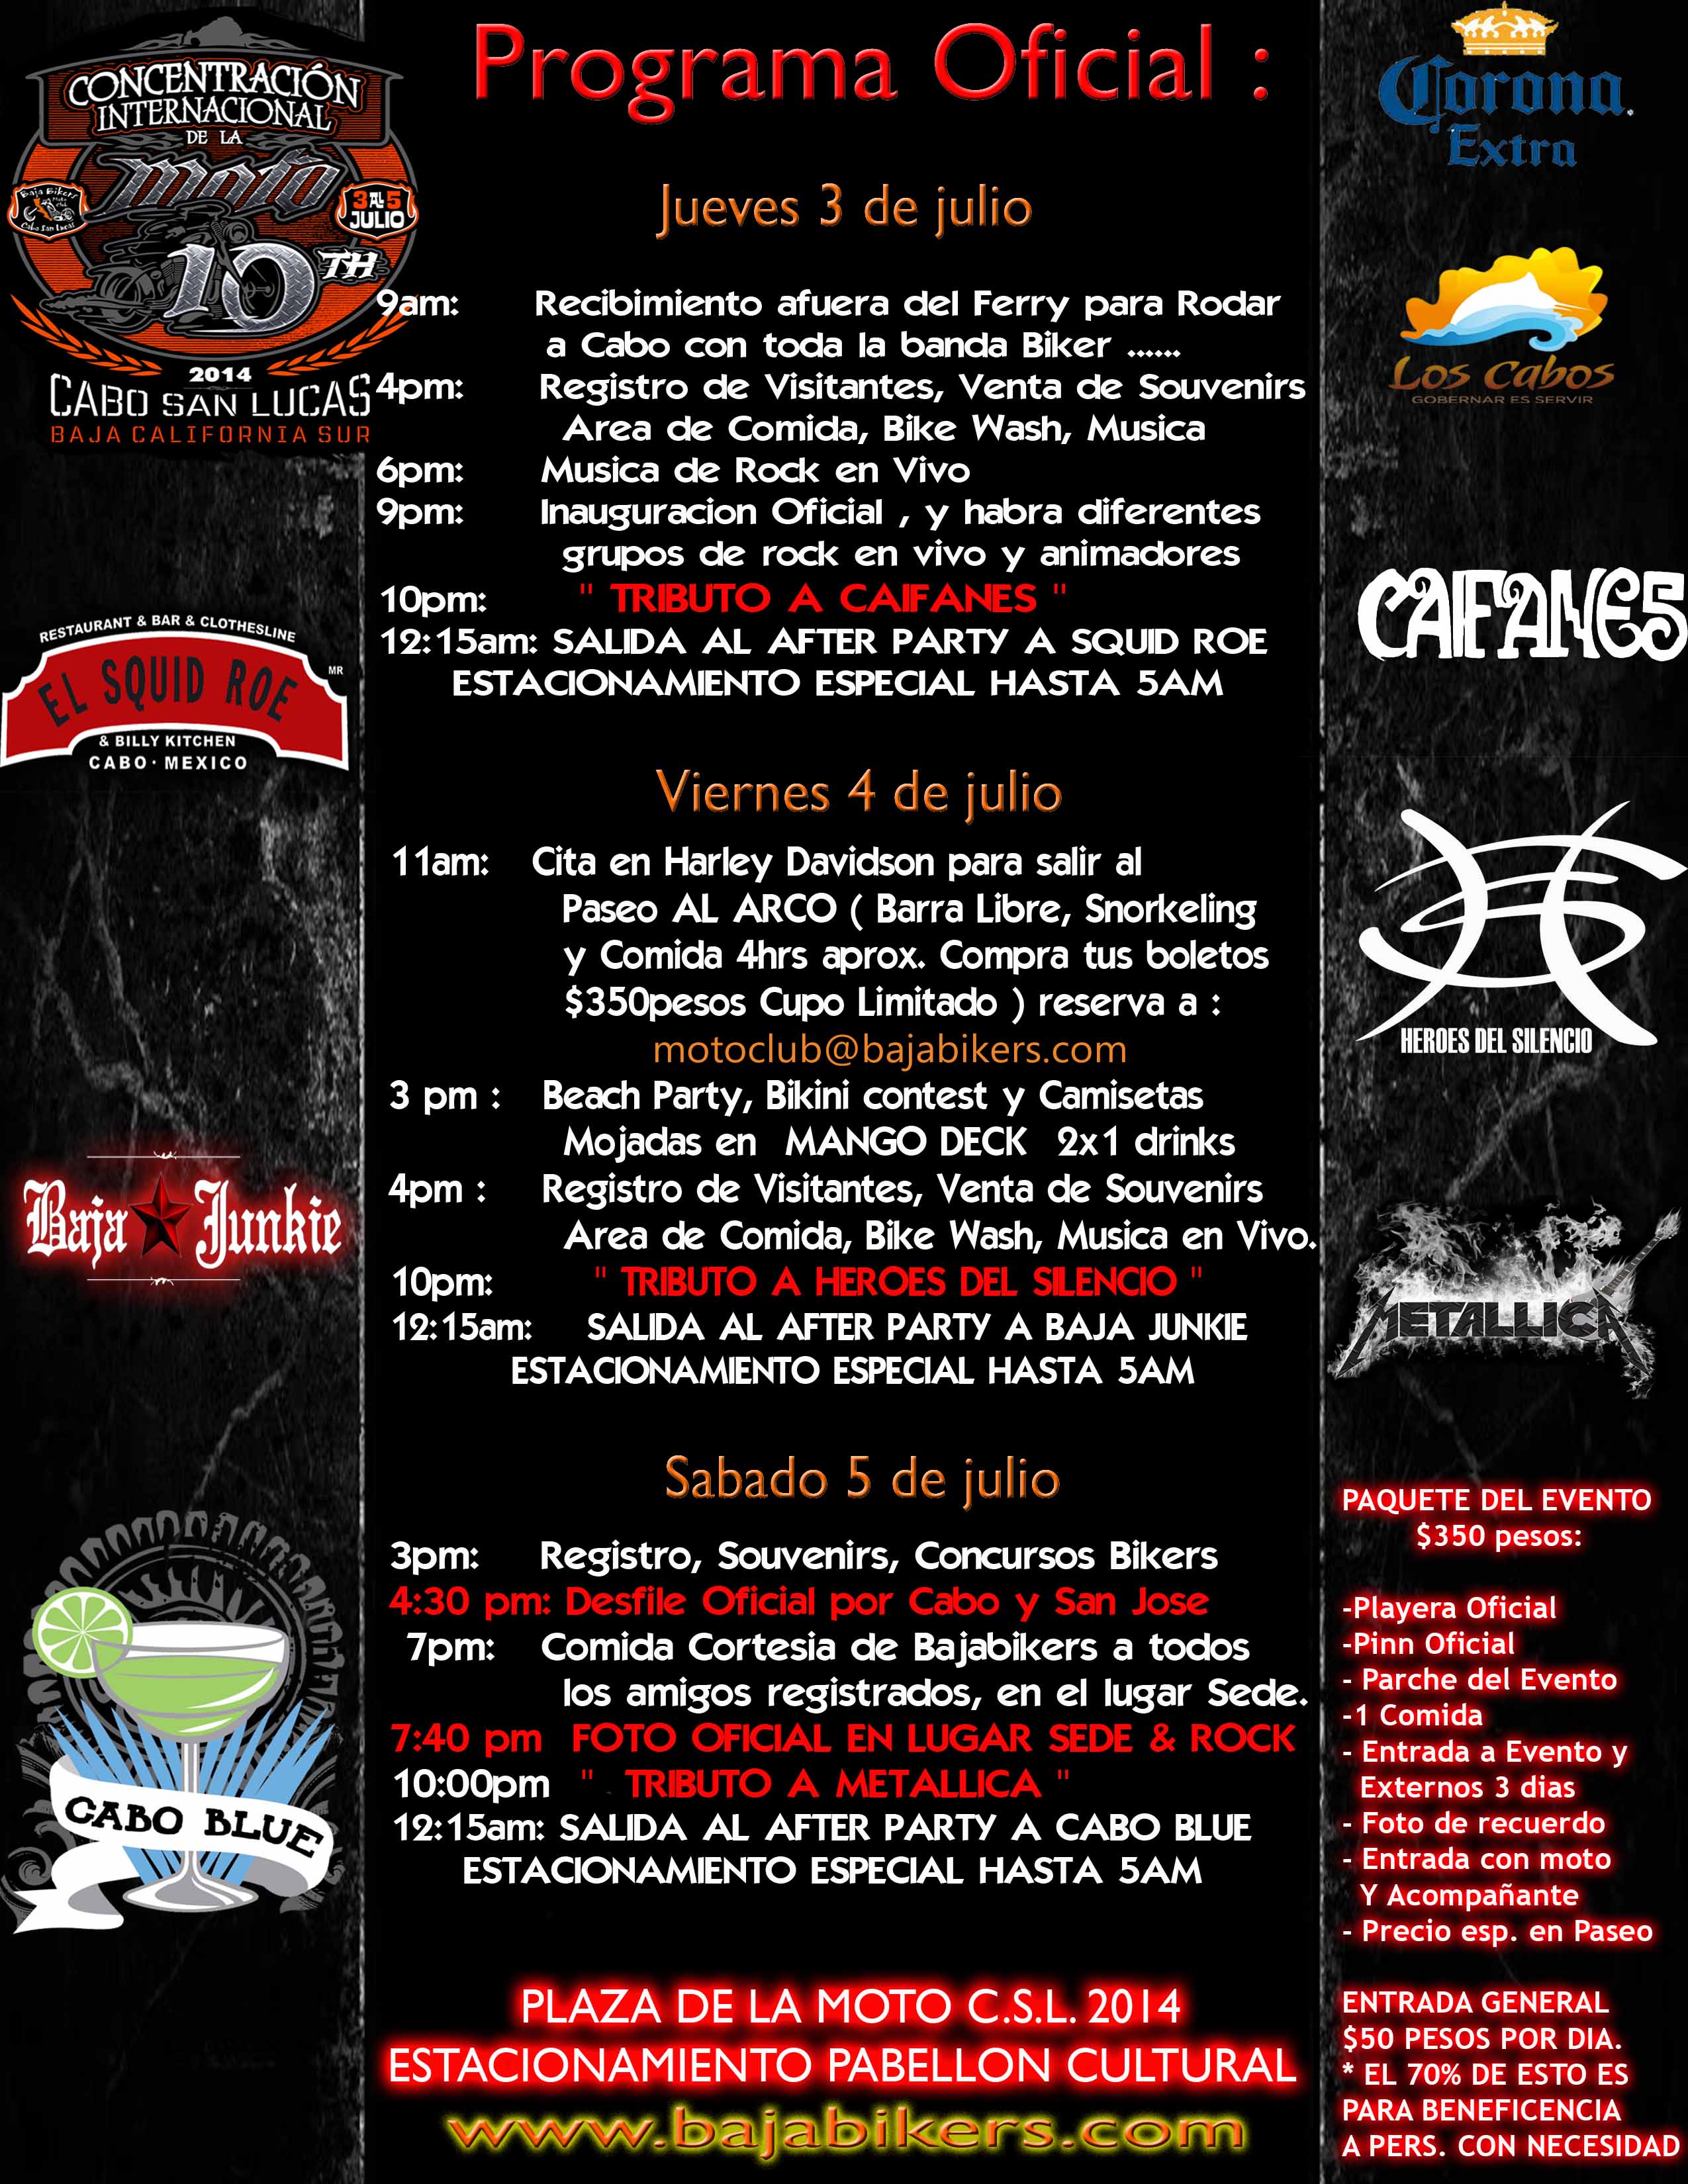 CONCENTRACIÓN
INTERNACIONAL
DE LA
moto
Baja Bikers
Moto
Club
Cabo San Lucas
3 AL 5
JULIO
10TH
2014
CABO SAN LUCAS
BAJA CALIFORNIA SUR
Programa Oficial :
Jueves 3 de julio
9am: Recibimiento afuera del Ferry para Rodar
a Cabo con toda la banda Biker ......
4pm: Registro de Visitantes, Venta de Souvenirs
Area de Comida, Bike Wash, Musica
6pm: Musica de Rock en Vivo
9pm: Inauguracion Oficial , y habra diferentes
grupos de rock en vivo y animadores
10pm: " TRIBUTO A CAIFANES "
12:15am: SALIDA AL AFTER PARTY A SQUID ROE
ESTACIONAMIENTO ESPECIAL HASTA 5AM
Viernes 4 de julio
11am: Cita en Harley Davidson para salir al
Paseo AL ARCO ( Barra Libre, Snorkeling
y Comida 4hrs aprox. Compra tus boletos
$350pesos Cupo Limitado ) reserva a :
motoclub@bajabikers.com
3 pm : Beach Party, Bikini contest y Camisetas
Mojadas en MANGO DECK 2x1 drinks
4pm : Registro de Visitantes, Venta de Souvenirs
Area de Comida, Bike Wash, Musica en Vivo.
10pm: " TRIBUTO A HEROES DEL SILENCIO "
12:15am: SALIDA AL AFTER PARTY A BAJA JUNKIE
ESTACIONAMIENTO ESPECIAL HASTA 5AM
Sabado 5 de julio
3pm: Registro, Souvenirs, Concursos Bikers
4:30 pm: Desfile Oficial por Cabo y San Jose
7pm: Comida Cortesia de Bajabikers a todos
los amigos registrados, en el lugar Sede.
7:40 pm FOTO OFICIAL EN LUGAR SEDE & ROCK
10:00pm " TRIBUTO A METALLICA "
12:15am: SALIDA AL AFTER PARTY A CABO BLUE
ESTACIONAMIENTO ESPECIAL HASTA 5AM
PLAZA DE LA MOTO C.S.L. 2014
ESTACIONAMIENTO PABELLON CULTURAL
www.bajabikers.com
RESTAURANT & BAR & CLOTHESLINE
EL SQUID ROE
MR
& BILLY KITCHEN
CABO · MEXICO
Baja Junkie
CABO BLUE
Corona.
Extra
Los Cabos
GOBERNAR ES SERVIR
CAIFANES
HEROES DEL SILENCIO
METALLICA
PAQUETE DEL EVENTO
$350 pesos:
-Playera Oficial
-Pinn Oficial
- Parche del Evento
-1 Comida
- Entrada a Evento y
Externos 3 dias
- Foto de recuerdo
- Entrada con moto
Y Acompañante
- Precio esp. en Paseo
ENTRADA GENERAL
$50 PESOS POR DIA.
* EL 70% DE ESTO ES
PARA BENEFICENCIA
A PERS. CON NECESIDAD